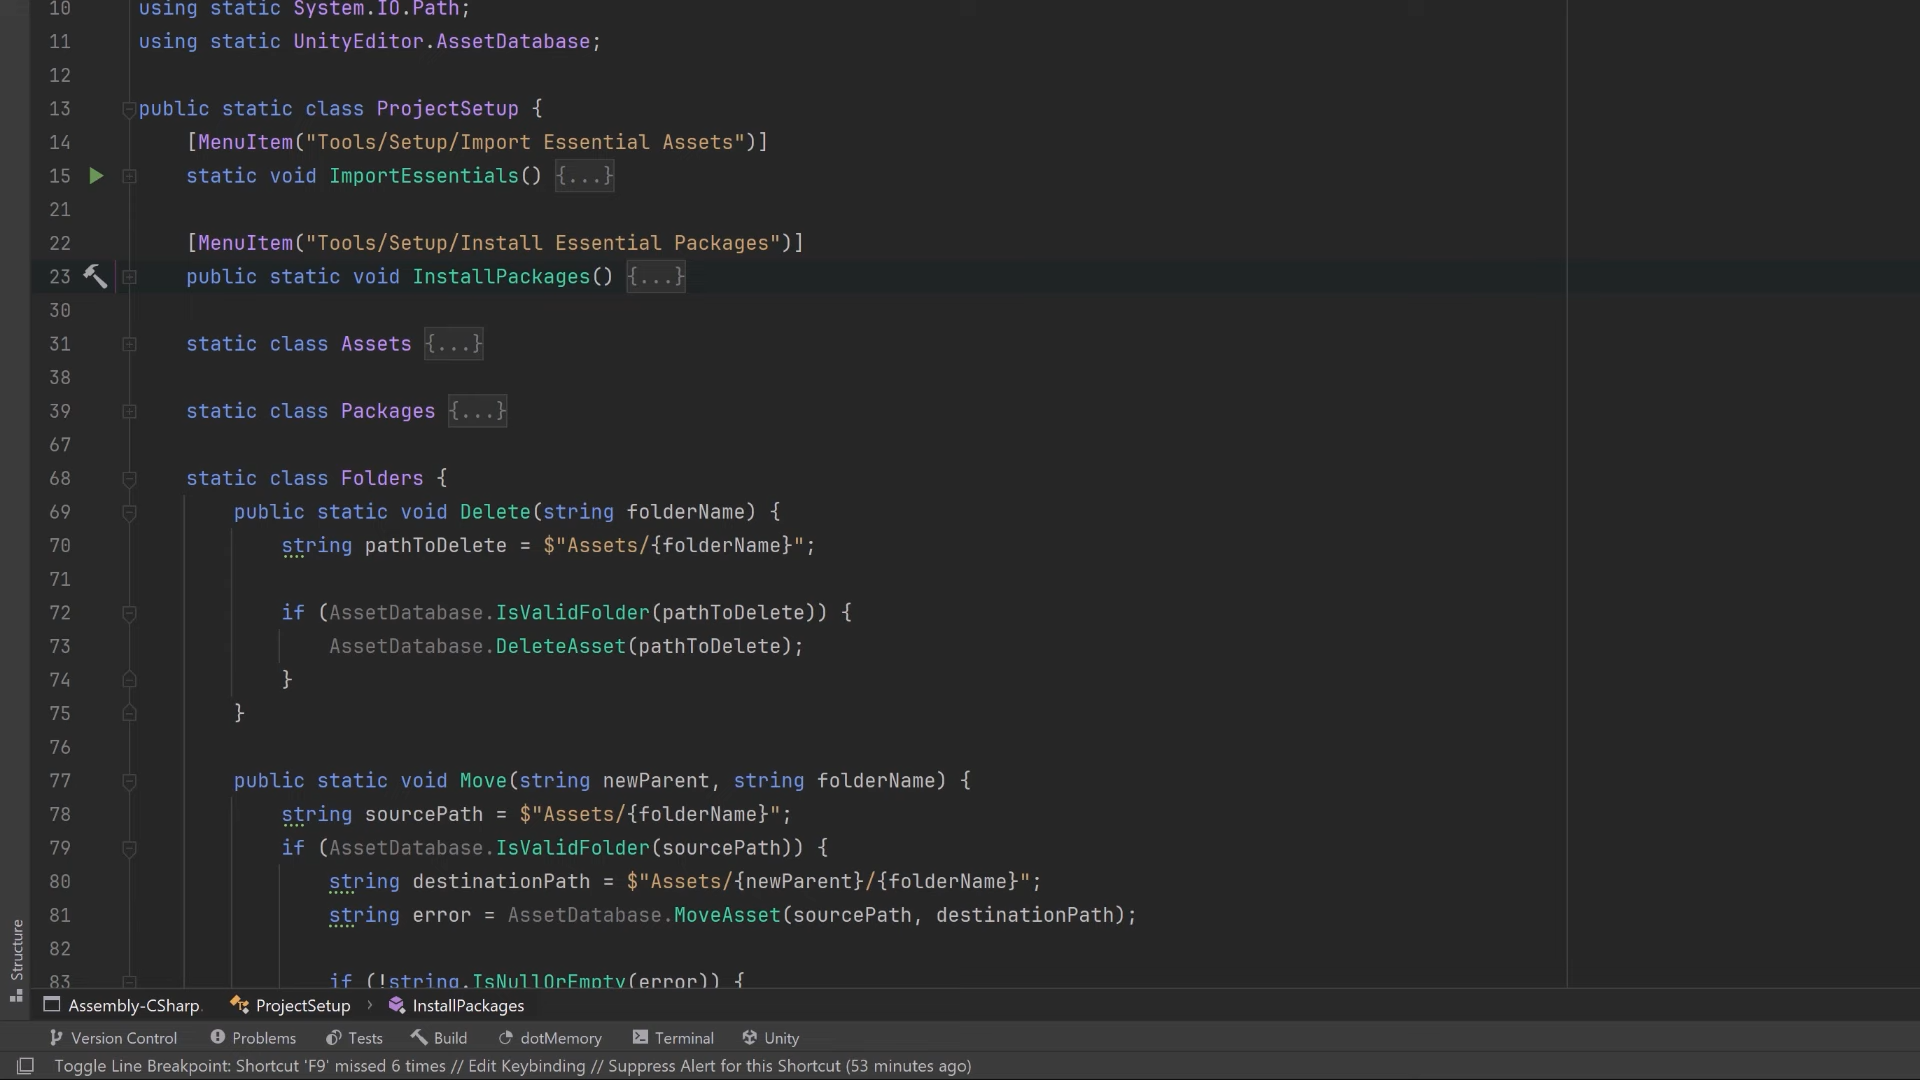 10 using static System.IO.Path;
11 using static UnityEditor.AssetDatabase;
12
13 public static class ProjectSetup {
14 [MenuItem("Tools/Setup/Import Essential Assets")]
15 static void ImportEssentials() {...}
21
22 [MenuItem("Tools/Setup/Install Essential Packages")]
23 public static void InstallPackages() {...}
30
31 static class Assets {...}
38
39 static class Packages {...}
67
68 static class Folders {
69 public static void Delete(string folderName) {
70 string pathToDelete = $"Assets/{folderName}";
71
72 if (AssetDatabase.IsValidFolder(pathToDelete)) {
73 AssetDatabase.DeleteAsset(pathToDelete);
74 }
75 }
76
77 public static void Move(string newParent, string folderName) {
78 string sourcePath = $"Assets/{folderName}";
79 if (AssetDatabase.IsValidFolder(sourcePath)) {
80 string destinationPath = $"Assets/{newParent}/{folderName}";
81 string error = AssetDatabase.MoveAsset(sourcePath, destinationPath);
82
83 if (!string.IsNullOrEmpty(error)) {
Structure
Assembly-CSharp. ProjectSetup › InstallPackages
Version Control Problems Tests Build dotMemory Terminal Unity
Toggle Line Breakpoint: Shortcut 'F9' missed 6 times // Edit Keybinding // Suppress Alert for this Shortcut (53 minutes ago)